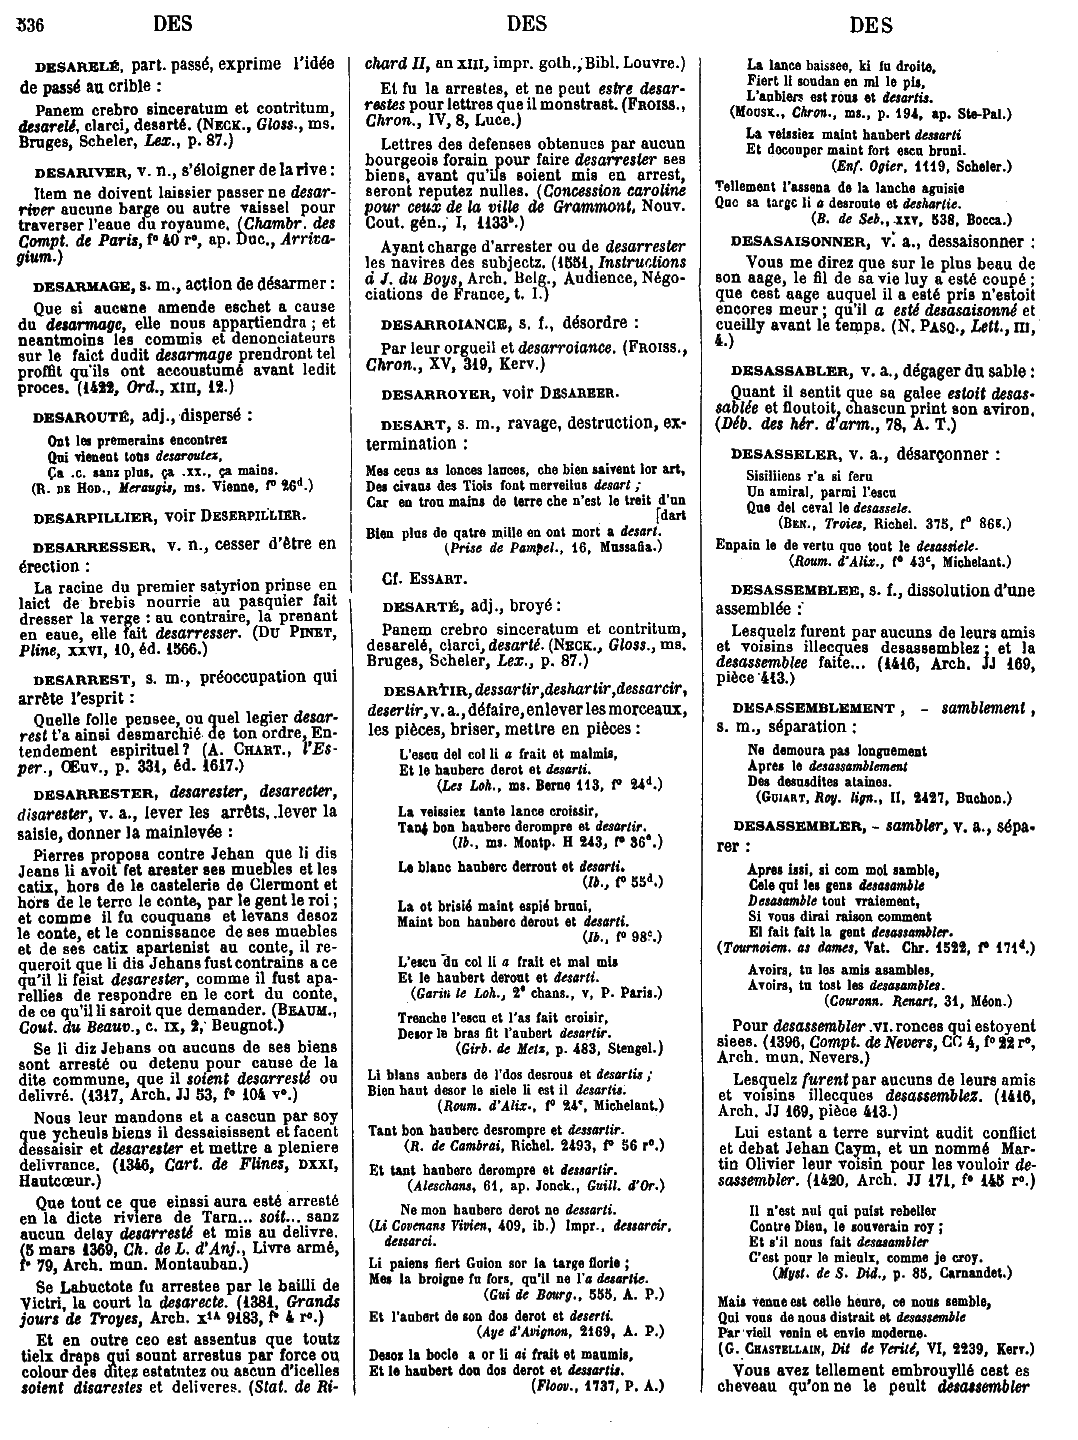 536 DES DES DES
DESARELÉ, part. passé, exprime l'idée
de passé au crible :
Panem crebro sinceratum et contritum,
desarelé, clarci, deserté. (NECK., Gloss., ms.
Bruges, Scheler, Lex., p. 87.)
DESARIVER, v. n., s'éloigner de la rive :
Item ne doivent laissier passer ne desar-
river aucune barge ou autre vaissel pour
traverser l'eaue du royaume. (Chambr. des
Compt. de Paris, f° 40 r°, ap. Duc., Arriva-
gium.)
DESARMAGE, s. m., action de désarmer :
Que si aucune amende eschet a cause
du desarmage, elle nous appartiendra ; et
neantmoins les commis et denonciateurs
sur le faict dudit desarmage prendront tel
proffit qu'ils ont accoustumé avant ledit
proces. (1422, Ord., XIII, 12.)
DESAROUTÉ, adj., dispersé :
Ont les premerains encontrez
Qui vienent tous desaroutez,
Ça .c. sanz plus, ça .xx., ça mains.
(R. DE HOD., Meraugis, ms. Vienne, f° 26d.)
DESARPILLIER, voir DESERPILLIER.
DESARRESSER, v. n., cesser d'être en
érection :
La racine du premier satyrion prinse en
laict de brebis nourrie au pasquier fait
dresser la verge : au contraire, la prenant
en eaue, elle fait desarresser. (DU PINET,
Pline, XXVI, 10, éd. 1566.)
DESARREST, s. m., préoccupation qui
arrête l'esprit :
Quelle folle pensee, ou quel legier desar-
rest t'a ainsi desmarchié de ton ordre, En-
tendement espirituel ? (A. CHART., l'Es-
per., Œuv., p. 331, éd. 1617.)
DESARRESTER, desarester, desarecter,
disarester, v. a., lever les arrêts, lever la
saisie, donner la mainlevée :
Pierres proposa contre Jehan que li dis
Jeans li avoit fet arester ses muebles et les
catix, hors de le castelerie de Clermont et
hors de le terre le conte, par le gent le roi ;
et comme il fu couquans et levans desoz
le conte, et le connissance de ses muebles
et de ses catix apartenist au conte, il re-
queroit que li dis Jehans fust contrains a ce
qu'il li feist desarester, comme il fust apa-
rellies de respondre en le cort du conte,
de ce qu'il li saroit que demander. (BEAUM.,
Cout. du Beauv., c. IX, 2, Beugnot.)
Se li diz Jehans ou aucuns de ses biens
sont arresté ou detenu pour cause de la
dite commune, que il soient desarresté ou
delivré. (1317, Arch. JJ 53, f° 104 v°.)
Nous leur mandons et a cascun par soy
que ycheuls biens il dessaisissent et facent
dessaisir et desarester et mettre a pleniere
delivrance. (1346, Cart. de Flines, DXXI,
Hautcœur.)
Que tout ce que einssi aura esté arresté
en la dicte riviere de Tarn... soit... sanz
aucun delay desarresté et mis au delivre.
(5 mars 1369, Ch. de L. d'Anj., Livre armé,
f° 79, Arch. mun. Montauban.)
Se Labuctote fu arrestee par le bailli de
Victri, la court la desarecte. (1381, Grands
jours de Troyes, Arch. X1A 9183, f° 4 r°.)
Et en outre ceo est assentus que toutz
tielx draps qui sount arrestus par force ou
colour des ditez estatutez ou ascun d'icelles
soient disarestes et deliveres. (Stat. de Ri-
chard II, an XIII, impr. goth., Bibl. Louvre.)
Et fu la arrestes, et ne peut estre desar-
restes pour lettres que il monstrast. (FROISS.,
Chron., IV, 8, Luce.)
Lettres des defenses obtenues par aucun
bourgeois forain pour faire desarrester ses
biens, avant qu'ils soient mis en arrest,
seront reputez nulles. (Concession caroline
pour ceux de la ville de Grammont, Nouv.
Cout. gén., I, 1133b.)
Ayant charge d'arrester ou de desarrester
les navires des subjectz. (1551, Instructions
à J. du Boys, Arch. Belg., Audience, Négo-
ciations de France, t. I.)
DESARROIANCE, s. f., désordre :
Par leur orgueil et desarroiance. (FROISS.,
Chron., XV, 319, Kerv.)
DESARROYER, voir DESAREER.
DESART, s. m., ravage, destruction, ex-
termination :
Mes ceus as lonces lances, che bien saivent lor art,
Des civaus des Tiois font merveilus desart ;
Car en trou mains de terre che n'est le treit d'un
[dart
Bien plus de qatre mille en ont mort a desart.
(Prise de Pampel., 16, Mussafia.)
Cf. ESSART.
DESARTÉ, adj., broyé :
Panem crebro sinceratum et contritum,
desarelé, clarci, desarté. (NECK., Gloss., ms.
Bruges, Scheler, Lex., p. 87.)
DESARTIR, dessartir, deshartir, dessarcir,
desertir, v. a., défaire, enlever les morceaux,
les pièces, briser, mettre en pièces :
L'escu del col li a frait et malmis,
Et le hauberc derot et desarti.
(Les Loh., ms. Berne 113, f° 24d.)
La veissiez tante lance croissir,
Tant bon hauberc derompre et desartir.
(Ib., ms. Montp. H 243, f° 36a.)
Le blanc hauberc derront et desarti.
(Ib., f° 55d.)
La ot brisié maint espié bruni,
Maint bon hauberc derout et desarti.
(Ib., f° 98c.)
L'escu du col li a frait et mal mis
Et le haubert derout et desarti.
(Garin le Loh., 2e chans., v, P. Paris.)
Trenche l'escu et l'as fait croisir,
Desor le bras fit l'aubert desartir.
(Girb. de Metz, p. 483, Stengel.)
Li blans aubers de l'dos desrous et desartis ;
Bien haut desor le siele li est il desartis.
(Roum. d'Alix., f° 24c, Michelant.)
Tant bon hauberc desrompre et dessartir.
(R. de Cambrai, Richel. 2493, f° 56 r°.)
Et tant hauberc derompre et dessartir.
(Aleschans, 61, ap. Jonck., Guill. d'Or.)
Ne mon hauberc derot ne dessarti.
(Li Covenans Vivien, 409, ib.) Impr., dessarcir,
dessarci.
Li paiens fiert Guion sor la targe florie ;
Mes la broigne fu fors, qu'il ne l'a desartie.
(Gui de Bourg., 555, A. P.)
Et l'aubert de son dos derot et deserti.
(Aye d'Avignon, 2169, A. P.)
Desoz la bocle a or li ai frait et maumis,
Et le haubert dou dos derot et dessartis.
(Floov., 1737, P. A.)
La lance baissee, ki fu droite,
Fiert li soudan en mi le pis,
L'aubiers est rous et desartis.
(MOUSK., Chron., ms., p. 194, ap. Ste-Pal.)
La veissiez maint haubert dessarti
Et decouper maint fort escu bruni.
(Enf. Ogier, 1119, Scheler.)
Tellement l'assena de la lanche aguisie
Que sa targe li a desroute et deshartie.
(B. de Seb., XXV, 538, Bocca.)
DESASAISONNER, v. a., dessaisonner :
Vous me direz que sur le plus beau de
son aage, le fil de sa vie luy a esté coupé ;
que cest aage auquel il a esté pris n'estoit
encores meur ; qu'il a esté desasaisonné et
cueilly avant le temps. (N. PASQ., Lett., III,
4.)
DESASSABLER, v. a., dégager du sable :
Quant il sentit que sa galee estoit desas-
sablée et floutoit, chascun print son aviron.
(Déb. des hér. d'arm., 78, A. T.)
DESASSELER, v. a., désarçonner :
Sisiliiens r'a si feru
Un amiral, parmi l'escu
Que del ceval le desassele.
(BEN., Troies, Richel. 375, f° 86c.)
Enpain le de vertu que tout le desassiele.
(Roum. d'Alix., f° 43c, Michelant.)
DESASSEMBLEE, s. f., dissolution d'une
assemblée :
Lesquelz furent par aucuns de leurs amis
et voisins illecques desassemblez ; et la
desassemblee faite... (1416, Arch. JJ 169,
pièce 413.)
DESASSEMBLEMENT, - samblement,
s. m., séparation :
Ne demoura pas longuement
Apres le desassamblement
Des desusdites ataines.
(GUIART, Roy. lign., II, 2427, Buchon.)
DESASSEMBLER, - sambler, v. a., sépa-
rer :
Apres issi, si com moi samble,
Cele qui les gens desasamble
Desasamble tout vraiement,
Si vous dirai raison comment
El fait fait la gent desassambler.
(Tournoiem. as dames, Vat. Chr. 1522, f° 171d.)
Avoirs, tu les amis asambles,
Avoirs, tu tost les desasambles.
(Couronn. Renart, 31, Méon.)
Pour desassembler .VI. ronces qui estoyent
siees. (1396, Compt. de Nevers, CC 4, f° 22 r°,
Arch. mun. Nevers.)
Lesquelz furent par aucuns de leurs amis
et voisins illecques desassemblez. (1416,
Arch. JJ 169, pièce 413.)
Lui estant a terre survint audit conflict
et debat Jehan Caym, et un nommé Mar-
tin Olivier leur voisin pour les vouloir de-
sassembler. (1420, Arch. JJ 171, f° 145 r°.)
Il n'est nul qui puist rebeller
Contre Dieu, le souverain roy ;
Et s'il nous fait desasambler
C'est pour le mieulx, comme je croy.
(Myst. de S. Did., p. 85, Carnandet.)
Mais venue est celle heure, ce nous semble,
Qui vous de nous distrait et desassemble
Par vieil venin et envie moderne.
(G. CHASTELLAIN, Dit de Verité, VI, 2239, Kerv.)
Vous avez tellement embrouyllé cest es
cheveau qu'on ne le peult desassembler